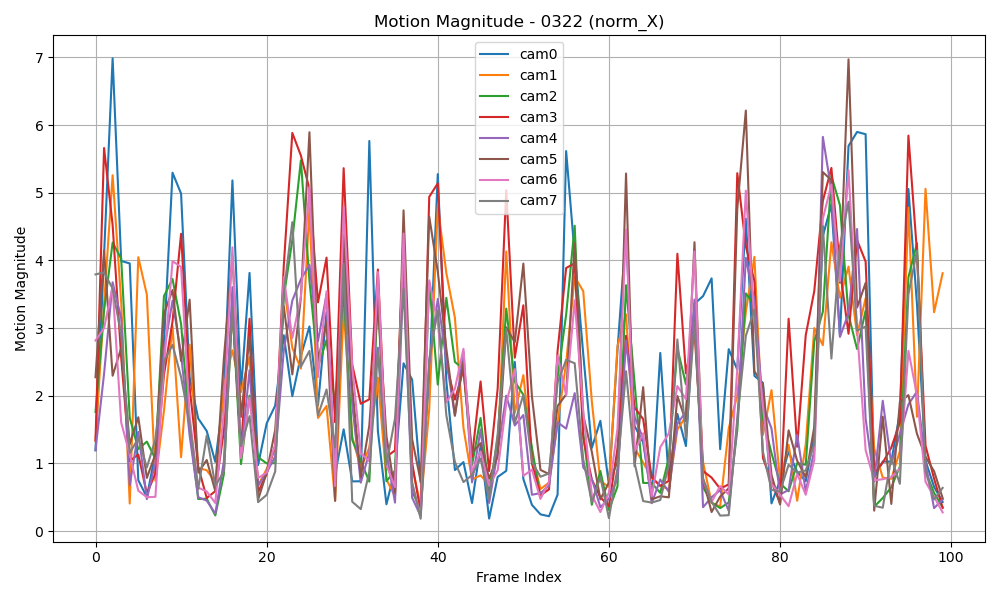 Motion Magnitude - 0322 (norm_X)
cam0
cam1
cam2
cam3
cam4
cam5
cam6
cam7
Motion Magnitude
7
6
5
4
3
2
1
0
0 20 40 60 80 100
Frame Index